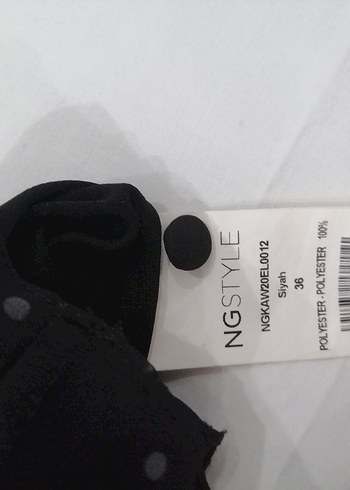 NGSTYLE
NGKAW20EL0012
Siyah
36
POLYESTER - POLYESTER 100%